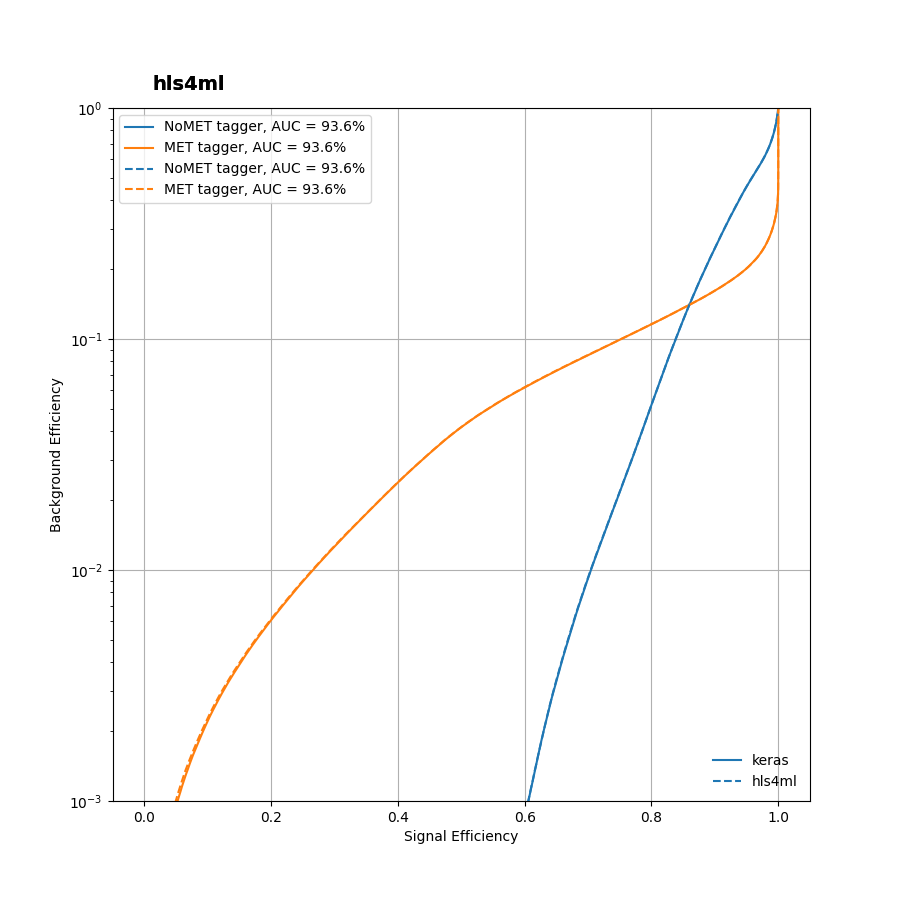 hls4ml
NoMET tagger, AUC = 93.6%
MET tagger, AUC = 93.6%
NoMET tagger, AUC = 93.6%
MET tagger, AUC = 93.6%
10⁰
10⁻¹
10⁻²
10⁻³
Background Efficiency
keras
hls4ml
0.0 0.2 0.4 0.6 0.8 1.0
Signal Efficiency